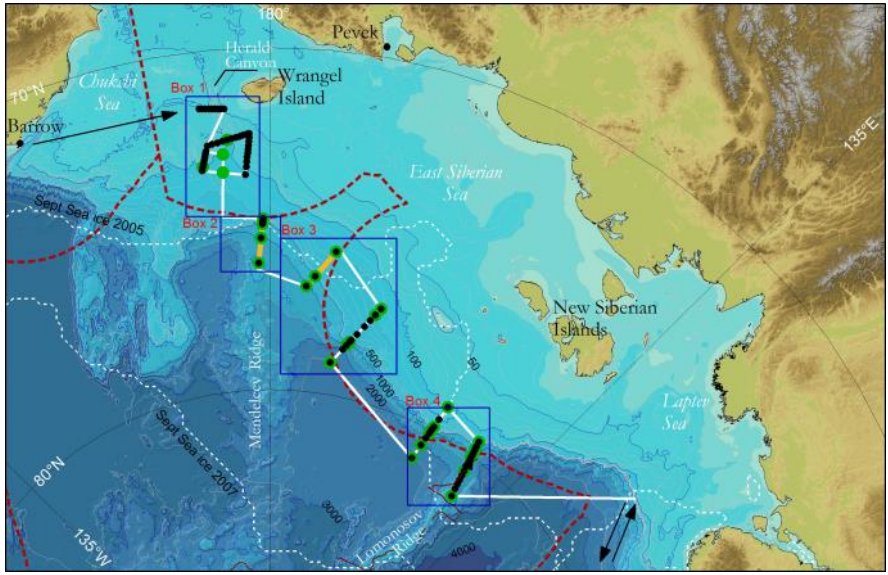 180
Pevek
Herald
Canyon
Wrangel
Island
Chukchi
Sea
70°N
Box 1
Barrow
135°E
East Siberian
Sea
Sept Sea ice 2005
Box 2
Box 3
New Siberian
Islands
Mendeleev Ridge
500
100
50
1000
2000
Box 4
Laptev
Sea
Sept Sea ice 2007
80°N
3000
135°W
Lomonosov
Ridge
4000